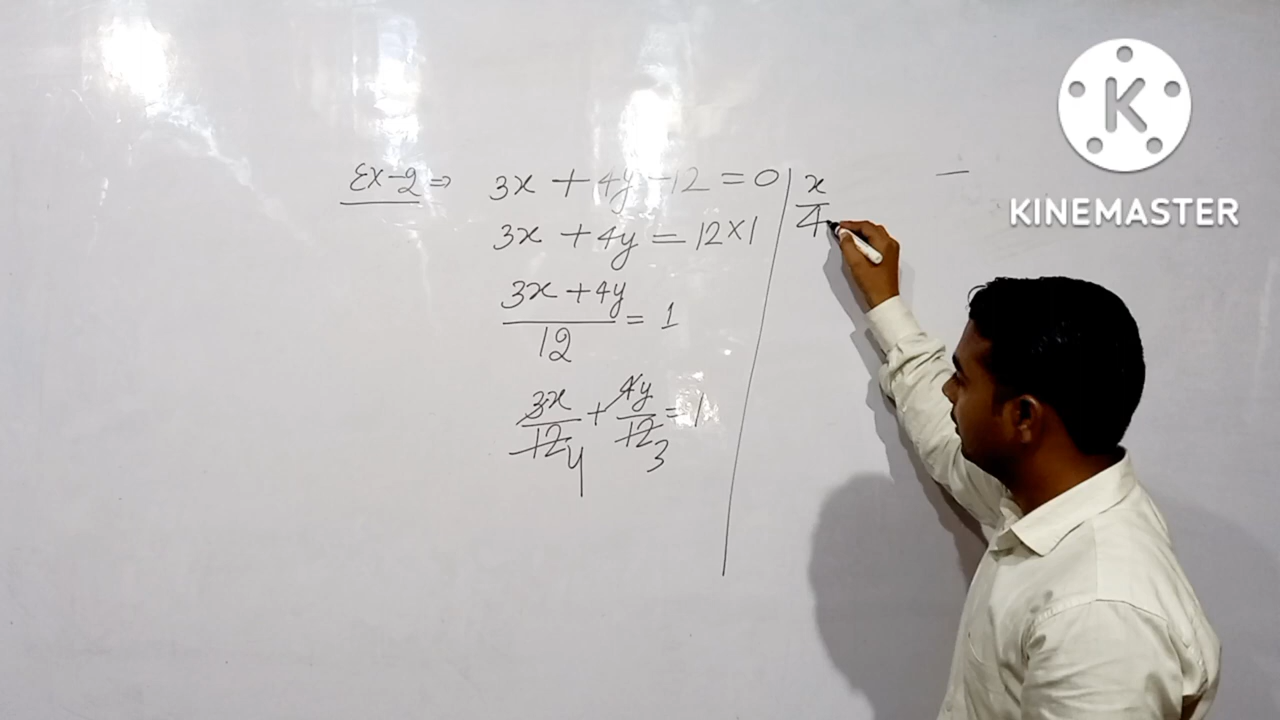 Ex-2 ⇒ 3x + 4y - 12 = 0
3x + 4y = 12 × 1
3x + 4y / 12 = 1
3x/12 4 + 4y/12 3 = 1
x/4
KINEMASTER